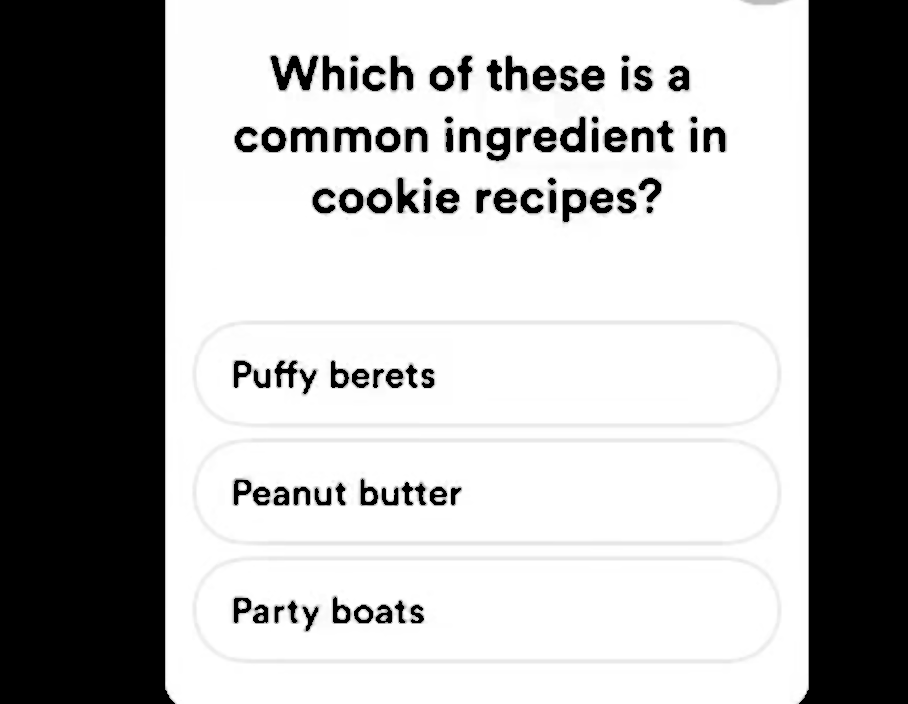 Which of these is a
common ingredient in
cookie recipes?
Puffy berets
Peanut butter
Party boats